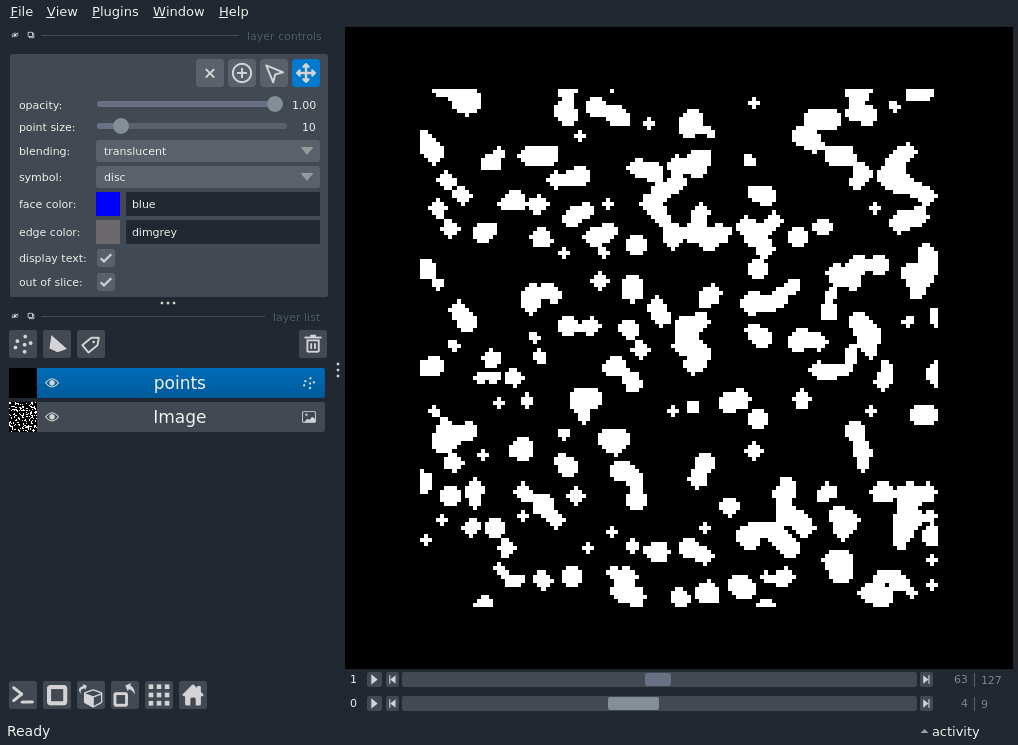 File View Plugins Window Help
layer controls
opacity: 1.00
point size: 10
blending: translucent
symbol: disc
face color: blue
edge color: dimgrey
display text:
out of slice:
layer list
points
Image
1 63 127
0 4 9
Ready activity